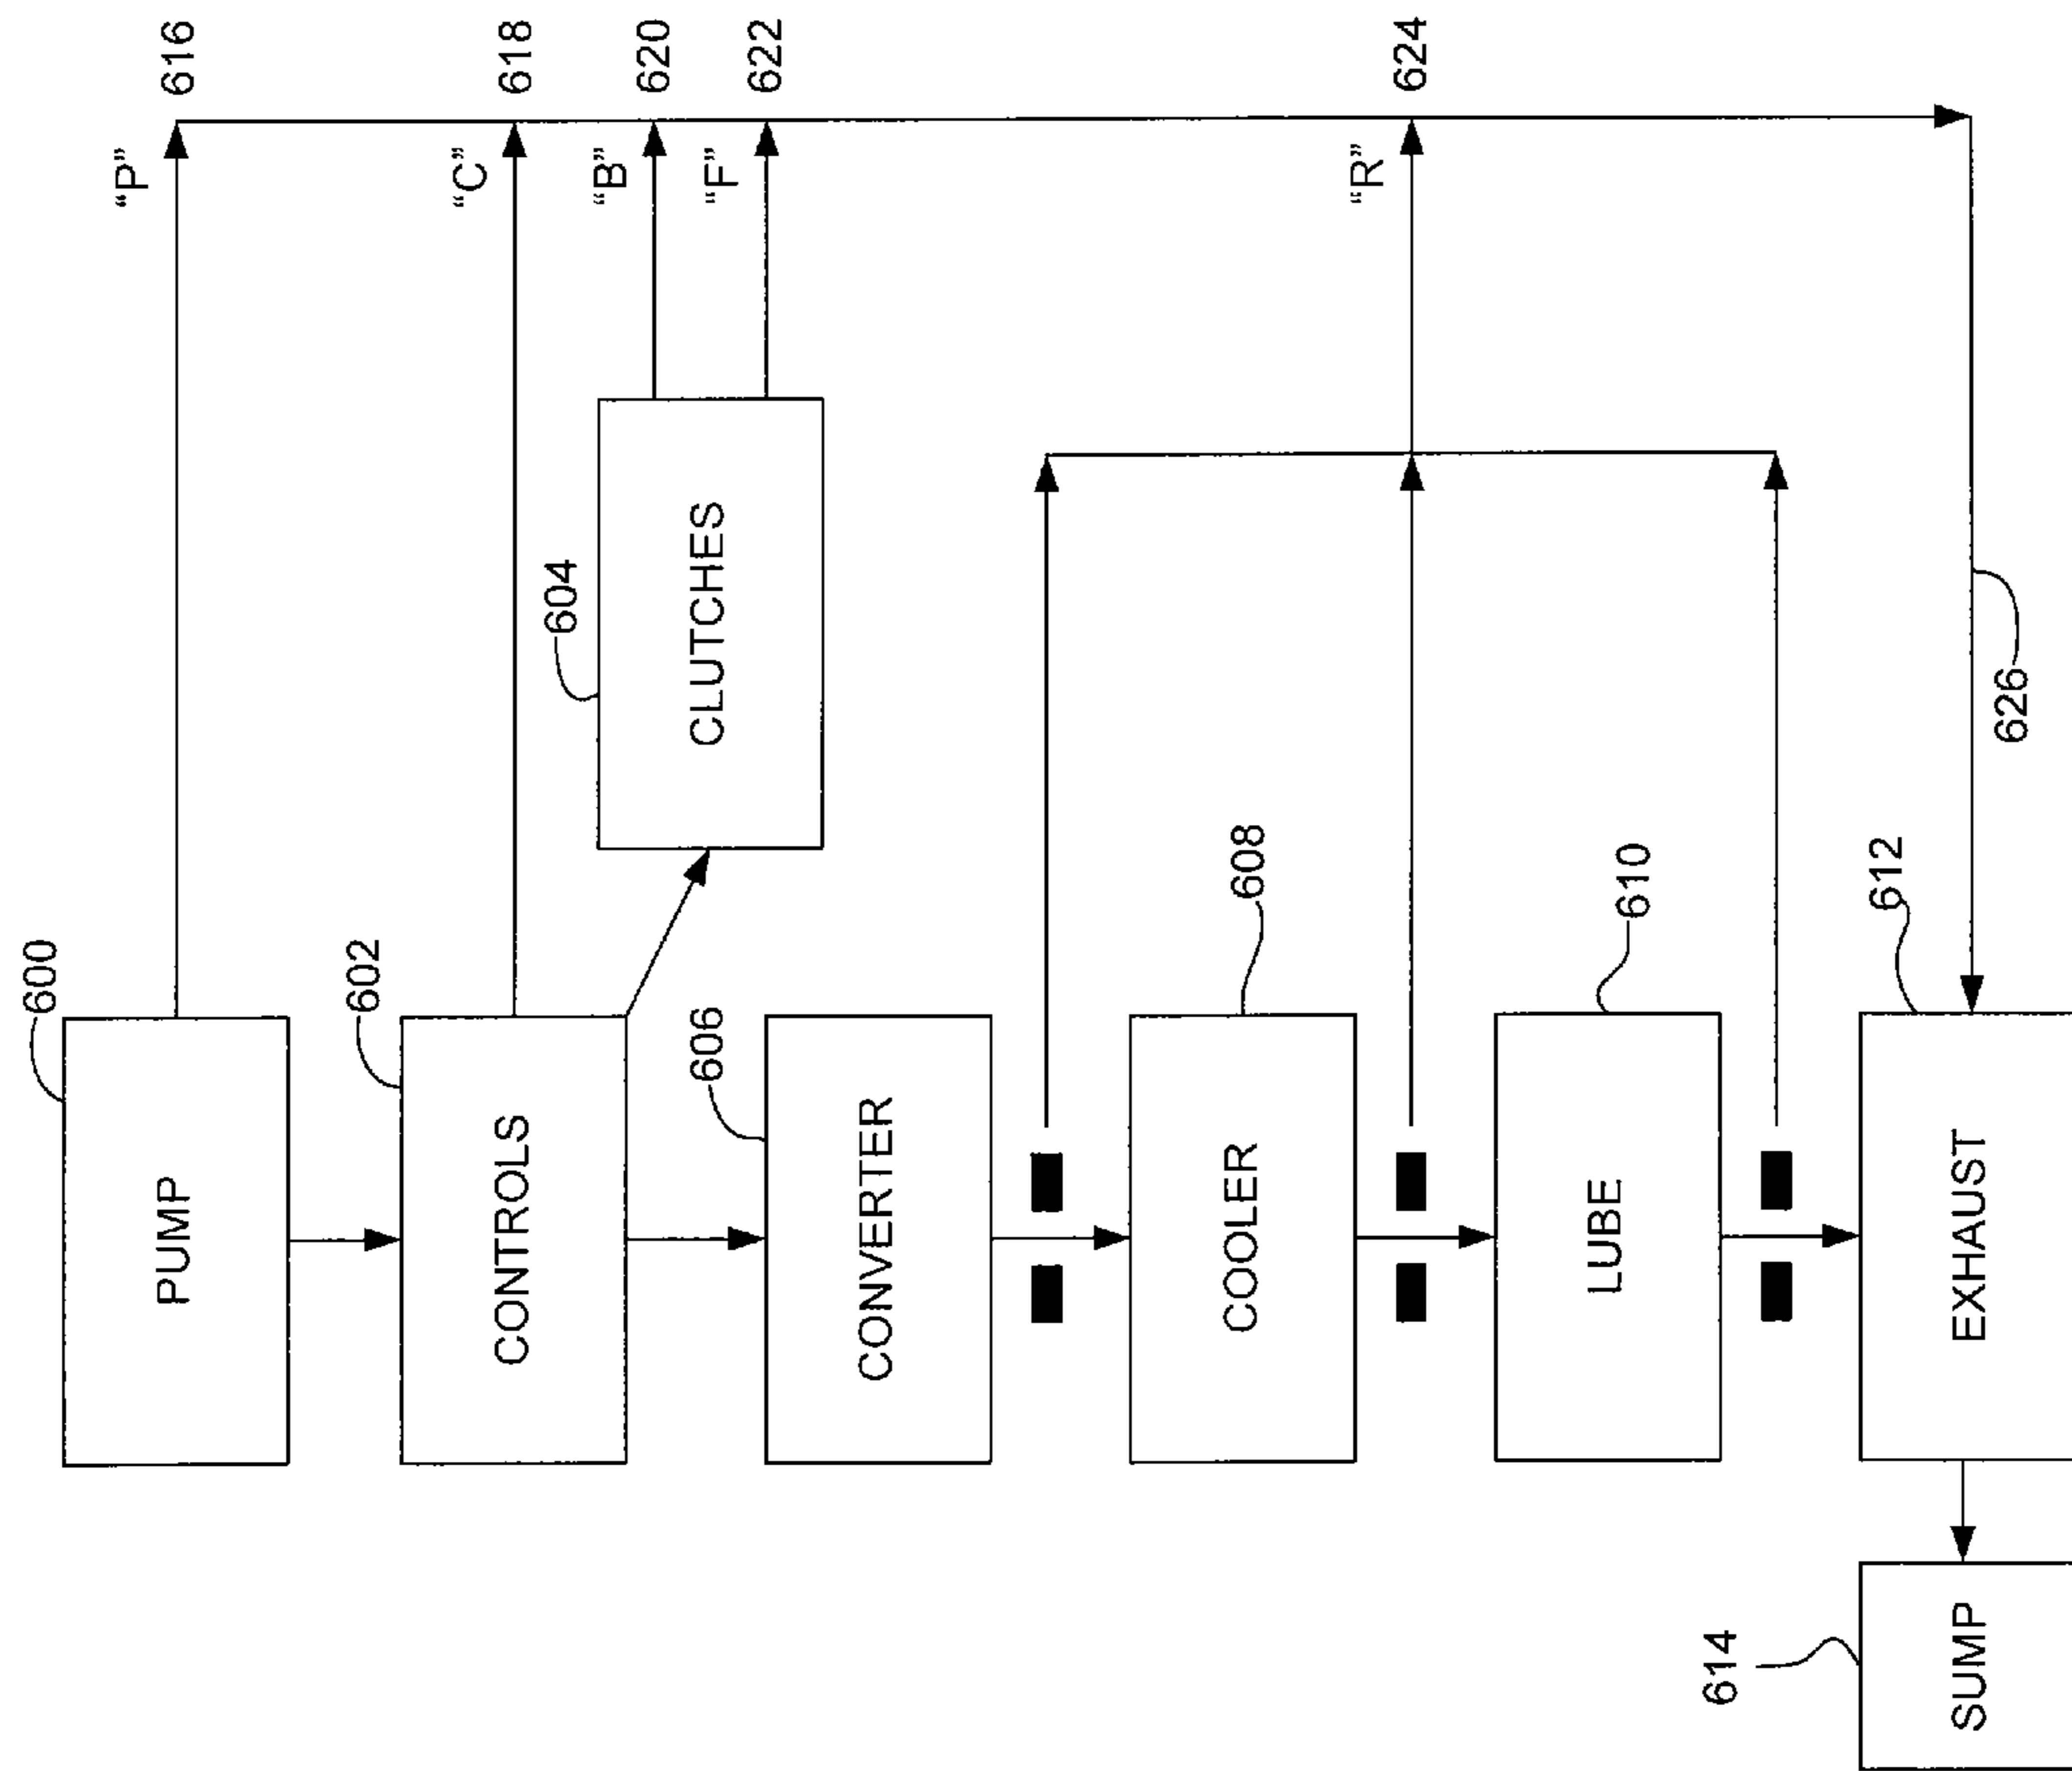 600
PUMP
"P"
616
602
CONTROLS
"C"
618
604
CLUTCHES
"B"
620
"F"
622
606
CONVERTER
608
COOLER
"R"
624
610
LUBE
612
EXHAUST
626
614
SUMP